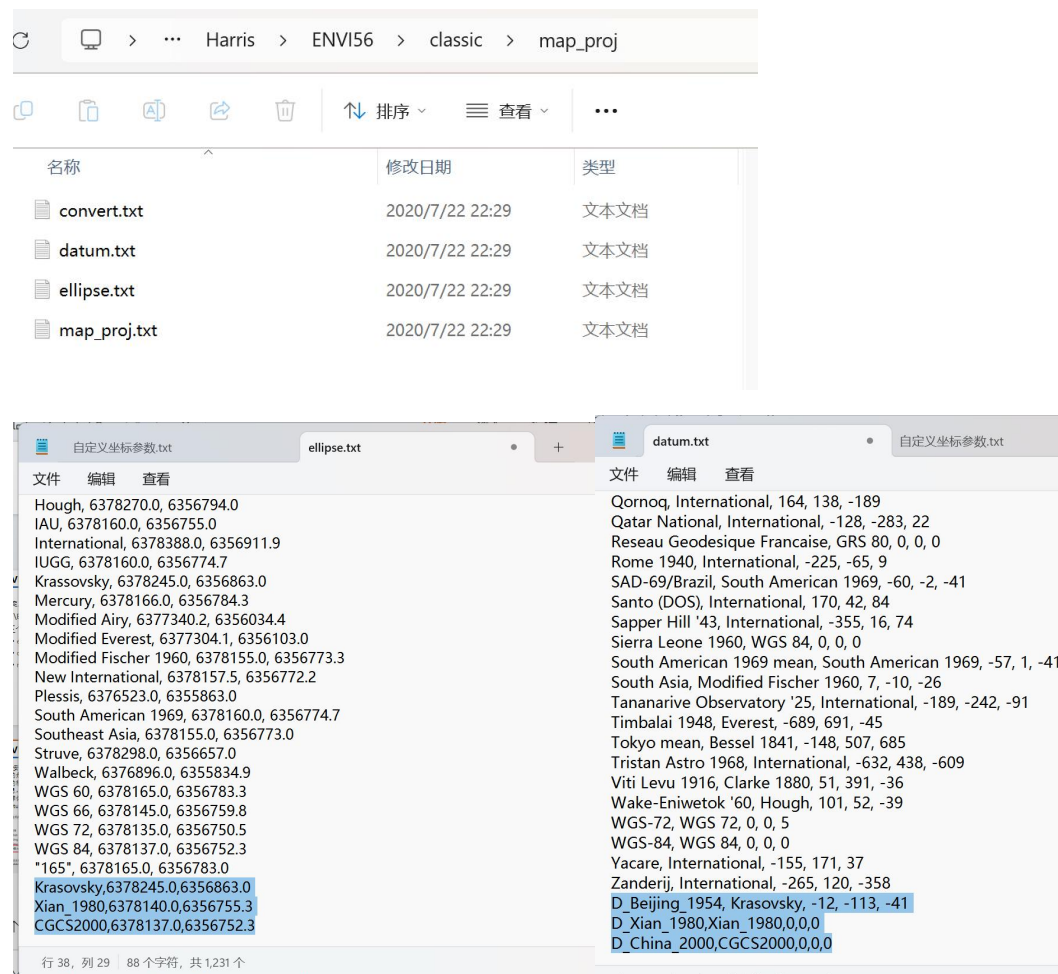 Harris > ENVI56 > classic > map_proj
排序 查看
名称 修改日期 类型
convert.txt 2020/7/22 22:29 文本文档
datum.txt 2020/7/22 22:29 文本文档
ellipse.txt 2020/7/22 22:29 文本文档
map_proj.txt 2020/7/22 22:29 文本文档
自定义坐标参数.txt ellipse.txt
文件 编辑 查看
Hough, 6378270.0, 6356794.0
IAU, 6378160.0, 6356755.0
International, 6378388.0, 6356911.9
IUGG, 6378160.0, 6356774.7
Krassovsky, 6378245.0, 6356863.0
Mercury, 6378166.0, 6356784.3
Modified Airy, 6377340.2, 6356034.4
Modified Everest, 6377304.1, 6356103.0
Modified Fischer 1960, 6378155.0, 6356773.3
New International, 6378157.5, 6356772.2
Plessis, 6376523.0, 6355863.0
South American 1969, 6378160.0, 6356774.7
Southeast Asia, 6378155.0, 6356773.0
Struve, 6378298.0, 6356657.0
Walbeck, 6376896.0, 6355834.9
WGS 60, 6378165.0, 6356783.3
WGS 66, 6378145.0, 6356759.8
WGS 72, 6378135.0, 6356750.5
WGS 84, 6378137.0, 6356752.3
"165", 6378165.0, 6356783.0
Krasovsky,6378245.0,6356863.0
Xian_1980,6378140.0,6356755.3
CGCS2000,6378137.0,6356752.3
行 38, 列 29 88 个字符, 共 1,231 个
datum.txt 自定义坐标参数.txt
文件 编辑 查看
Qornoq, International, 164, 138, -189
Qatar National, International, -128, -283, 22
Reseau Geodesique Francaise, GRS 80, 0, 0, 0
Rome 1940, International, -225, -65, 9
SAD-69/Brazil, South American 1969, -60, -2, -41
Santo (DOS), International, 170, 42, 84
Sapper Hill '43, International, -355, 16, 74
Sierra Leone 1960, WGS 84, 0, 0, 0
South American 1969 mean, South American 1969, -57, 1, -41
South Asia, Modified Fischer 1960, 7, -10, -26
Tananarive Observatory '25, International, -189, -242, -91
Timbalai 1948, Everest, -689, 691, -45
Tokyo mean, Bessel 1841, -148, 507, 685
Tristan Astro 1968, International, -632, 438, -609
Viti Levu 1916, Clarke 1880, 51, 391, -36
Wake-Eniwetok '60, Hough, 101, 52, -39
WGS-72, WGS 72, 0, 0, 5
WGS-84, WGS 84, 0, 0, 0
Yacare, International, -155, 171, 37
Zanderij, International, -265, 120, -358
D_Beijing_1954, Krasovsky, -12, -113, -41
D_Xian_1980,Xian_1980,0,0,0
D_China_2000,CGCS2000,0,0,0